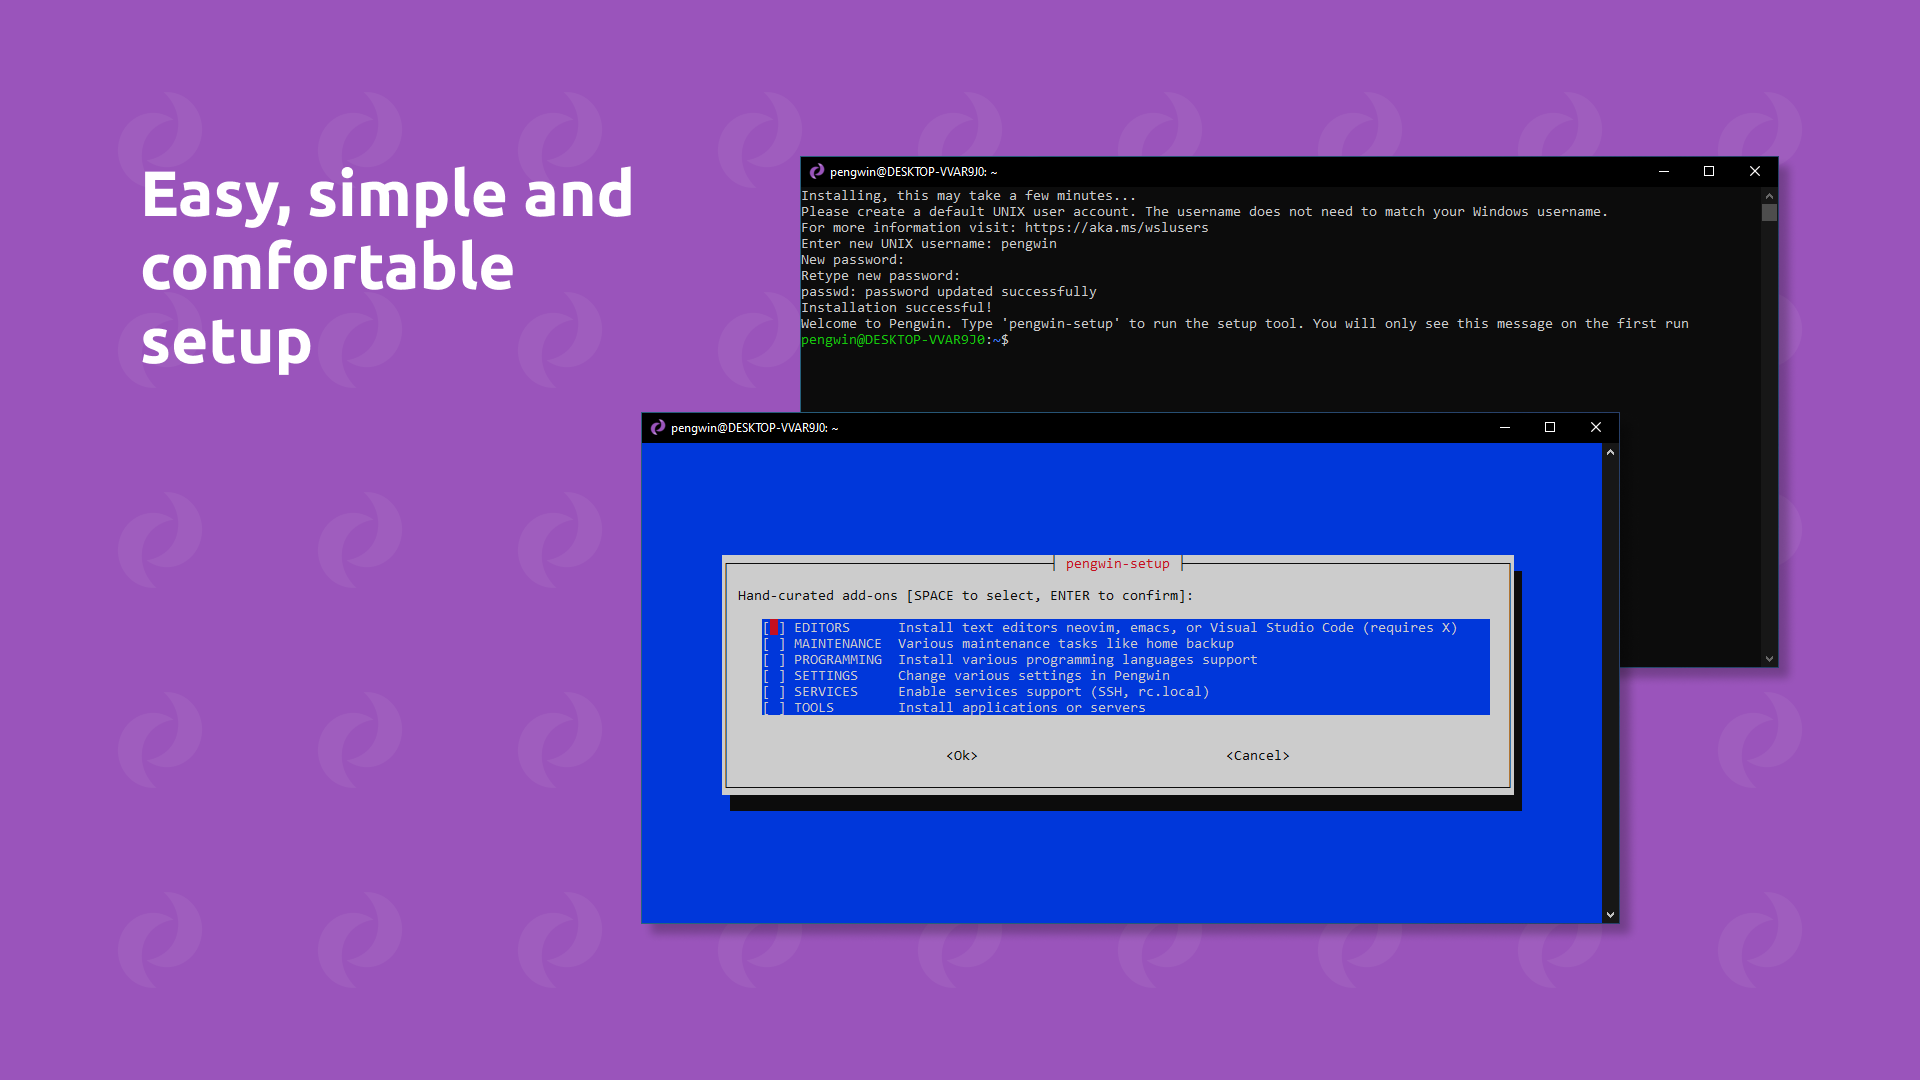 Easy, simple and
comfortable
setup
pengwin@DESKTOP-VVAR9J0: ~
Installing, this may take a few minutes...
Please create a default UNIX user account. The username does not need to match your Windows username.
For more information visit: https://aka.ms/wslusers
Enter new UNIX username: pengwin
New password:
Retype new password:
passwd: password updated successfully
Installation successful!
Welcome to Pengwin. Type 'pengwin-setup' to run the setup tool. You will only see this message on the first run
pengwin@DESKTOP-VVAR9J0:~$
pengwin@DESKTOP-VVAR9J0: ~
pengwin-setup
Hand-curated add-ons [SPACE to select, ENTER to confirm]:
[ ] EDITORS Install text editors neovim, emacs, or Visual Studio Code (requires X)
[ ] MAINTENANCE Various maintenance tasks like home backup
[ ] PROGRAMMING Install various programming languages support
[ ] SETTINGS Change various settings in Pengwin
[ ] SERVICES Enable services support (SSH, rc.local)
[ ] TOOLS Install applications or servers
<Ok> <Cancel>